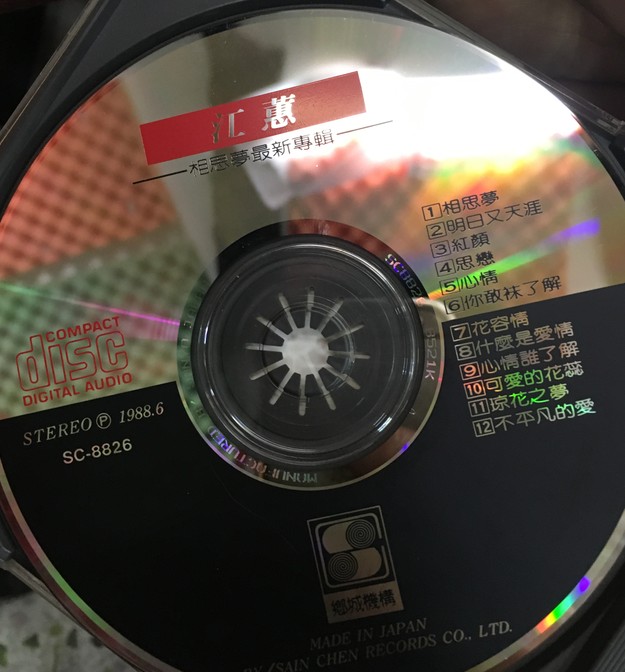 江蕙
相思夢最新專輯
1 相思夢
2 明日又天涯
3 紅顏
4 思戀
5 心情
6 你敢袜了解
7 花容情
8 什麼是愛情
9 心情誰了解
10 可愛的花蕊
11 琼花之夢
12 不平凡的愛
COMPACT
disc
DIGITAL AUDIO
STEREO Ⓟ 1988.6
SC-8826
MANUFACTURED
鄉城機構
MADE IN JAPAN
BY/SAIN CHEN RECORDS CO., LTD.